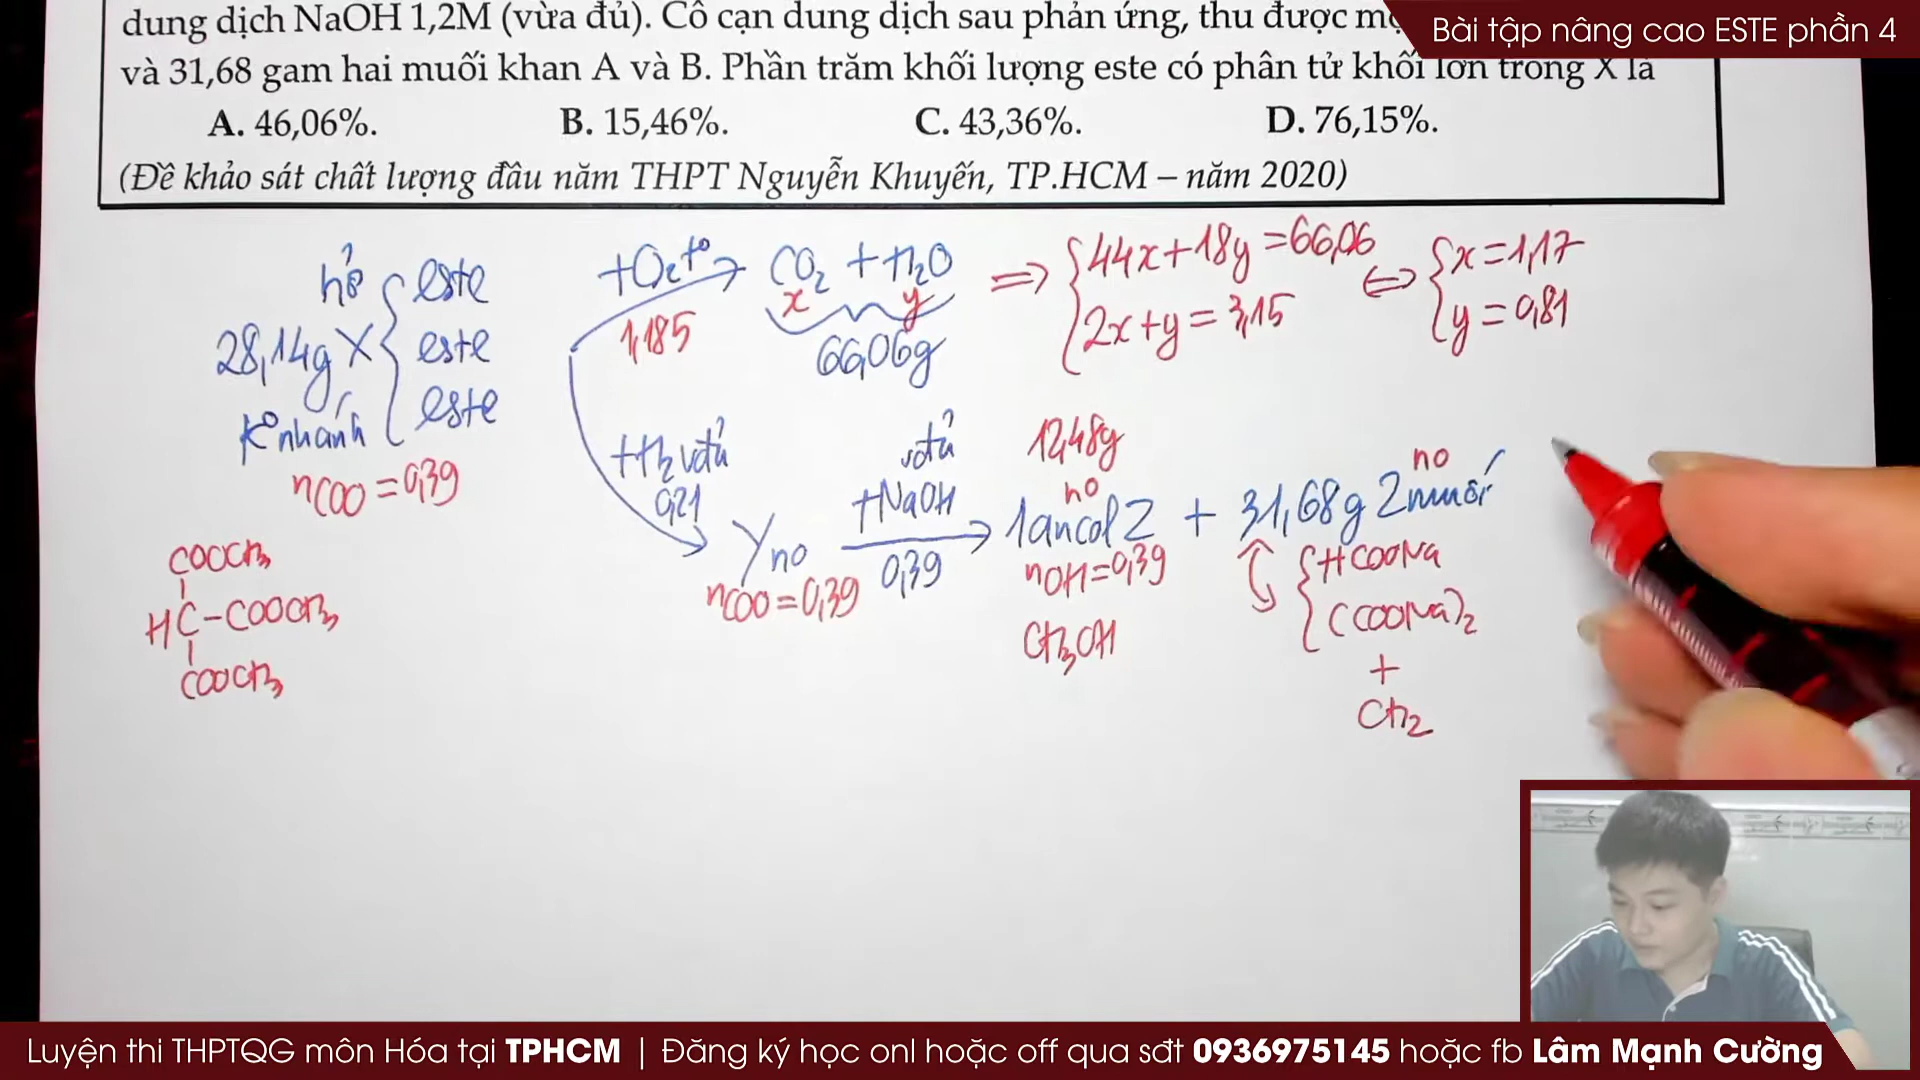 Bài tập nâng cao ESTE phần 4
dung dịch NaOH 1,2M (vừa đủ). Cô cạn dung dịch sau phản ứng, thu được
và 31,68 gam hai muối khan A và B. Phần trăm khối lượng este có phân tử khối lớn trong X là
A. 46,06%. B. 15,46%. C. 43,36%. D. 76,15%.
(Đề khảo sát chất lượng đầu năm THPT Nguyễn Khuyến, TP.HCM – năm 2020)
hở
28,14g X
k° nhánh
este
este
este
nCOO = 0,39
+O2 t°
1,185
CO2 + H2O
x y
66,06g
=> 44x + 18y = 66,06
2x + y = 3,15
<=> x = 1,17
y = 0,81
+H2 vđủ
0,21
Y no
nCOO = 0,39
vđủ
+NaOH
0,39
12,48g
no
1 ancol Z + 31,68g 2 muối
no
nOH = 0,39
CH3OH
HCOONa
(COONa)2
+
CH2
COOCH3
HC–COOCH3
COOCH3
Luyện thi THPTQG môn Hóa tại TPHCM | Đăng ký học onl hoặc off qua sđt 0936975145 hoặc fb Lâm Mạnh Cường